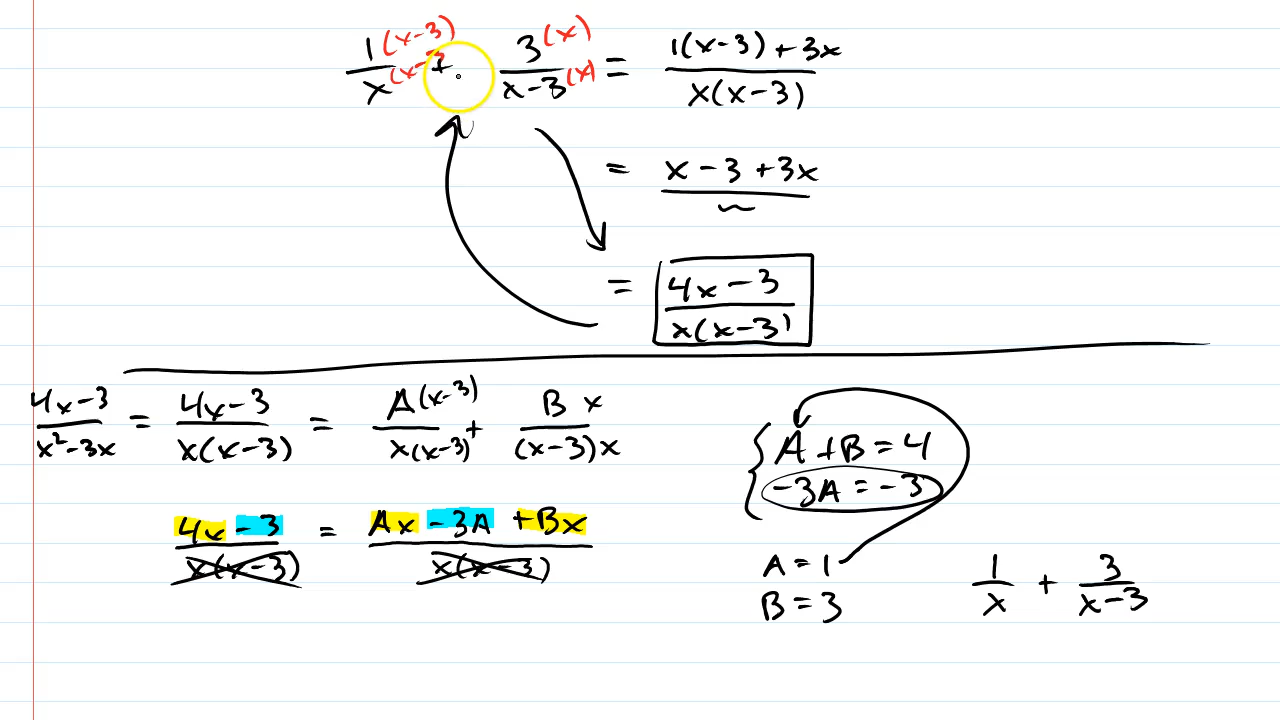 1(x-3)/x(x-3 + 3(x)/x-3(x) = 1(x-3)+3x/x(x-3)
= x-3+3x
= 4x-3/x(x-3)
4x-3/x²-3x = 4x-3/x(x-3) = A(x-3)/x(x-3) + Bx/(x-3)x
A+B=4
-3A=-3
4x-3/x(x-3) = Ax-3A+Bx/x(x-3)
A=1
B=3
1/x + 3/x-3